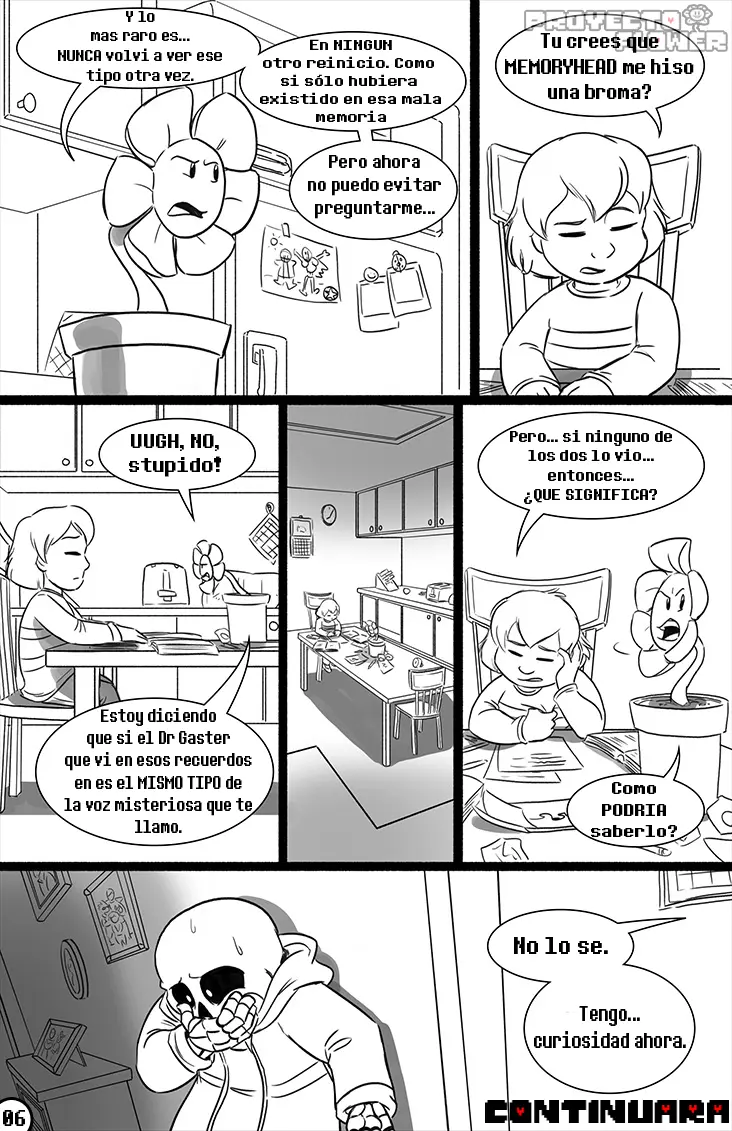 Y lo
mas raro es...
NUNCA volvi a ver ese
tipo otra vez.
En NINGUN
otro reinicio. Como
si sólo hubiera
existido en esa mala
memoria
Pero ahora
no puedo evitar
preguntarme...
PROYECTO
FLOWER
Tu crees que
MEMORYHEAD me hiso
una broma?
UUGH, NO,
stupido!
Estoy diciendo
que si el Dr Gaster
que vi en esos recuerdos
en es el MISMO TIPO de
la voz misteriosa que te
llamo.
Pero... si ninguno de
los dos lo vio...
entonces...
¿QUE SIGNIFICA?
Como
PODRIA
saberlo?
No lo se.
Tengo...
curiosidad ahora.
06
CONTINUARA